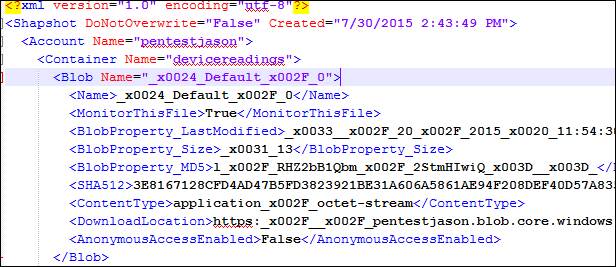 <?xml version="1.0" encoding="utf-8"?>
<Shapshot DoNotOverwrite="False" Created="7/30/2015 2:43:49 PM">
<Account Name="pentestjason">
<Container Name="devicereadings">
<Blob Name="_x0024_Default_x002F_0">
<Name>_x0024_Default_x002F_0</Name>
<MonitorThisFile>True</MonitorThisFile>
<BlobProperty_LastModified>_x0033__x002F_20_x002F_2015_x0020_11:54:30
<BlobProperty_Size>_x0031_13</BlobProperty_Size>
<BlobProperty_MD5>l_x002F_RHZ2bB1Qbm_x002F_2StmHIwiQ_x003D__x003D_</
<SHA512>3E8167128CFD4AD47B5FD3823921BE31A606A5861AE94F208DEF40D57A83
<ContentType>application_x002F_octet-stream</ContentType>
<DownloadLocation>https:_x002F__x002F_pentestjason.blob.core.windows
<AnonymousAccessEnabled>False</AnonymousAccessEnabled>
</Blob>